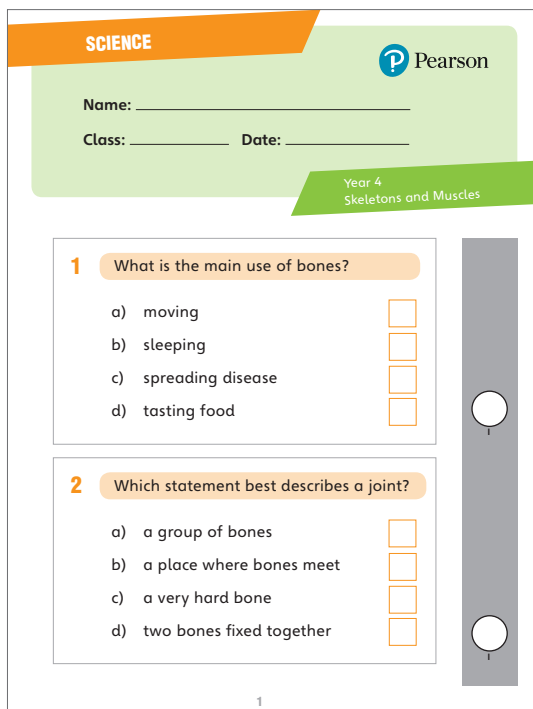 SCIENCE
Pearson
Name:
Class: Date:
Year 4
Skeletons and Muscles
1 What is the main use of bones?
a) moving
b) sleeping
c) spreading disease
d) tasting food
2 Which statement best describes a joint?
a) a group of bones
b) a place where bones meet
c) a very hard bone
d) two bones fixed together
1